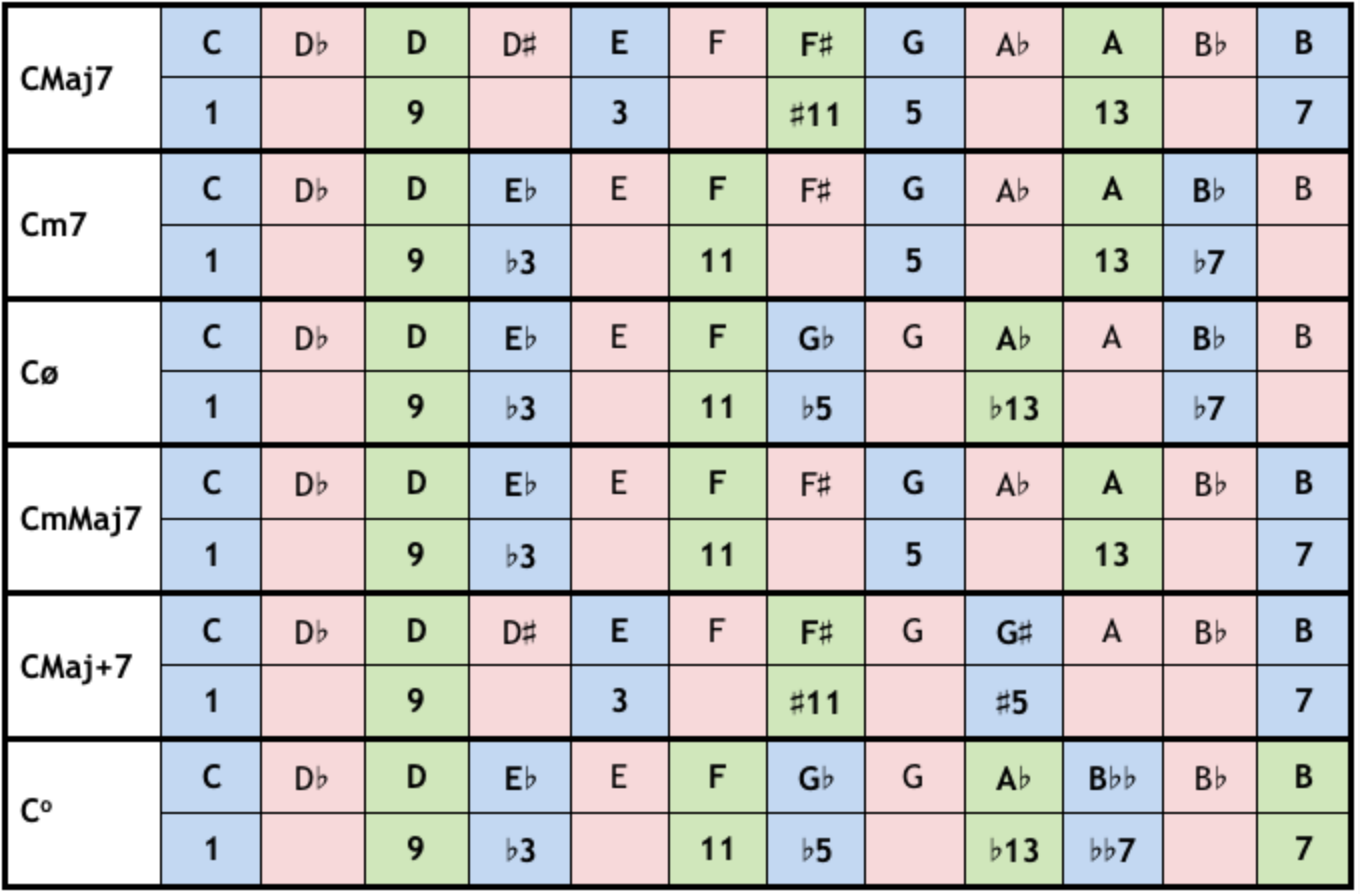 CMaj7
C D♭ D D♯ E F F♯ G A♭ A B♭ B
1 9 3 ♯11 5 13 7
Cm7
C D♭ D E♭ E F F♯ G A♭ A B♭ B
1 9 ♭3 11 5 13 ♭7
Cø
C D♭ D E♭ E F G♭ G A♭ A B♭ B
1 9 ♭3 11 ♭5 ♭13 ♭7
CmMaj7
C D♭ D E♭ E F F♯ G A♭ A B♭ B
1 9 ♭3 11 5 13 7
CMaj+7
C D♭ D D♯ E F F♯ G G♯ A B♭ B
1 9 3 ♯11 ♯5 7
Cº
C D♭ D E♭ E F G♭ G A♭ B♭♭ B♭ B
1 9 ♭3 11 ♭5 ♭13 ♭♭7 7